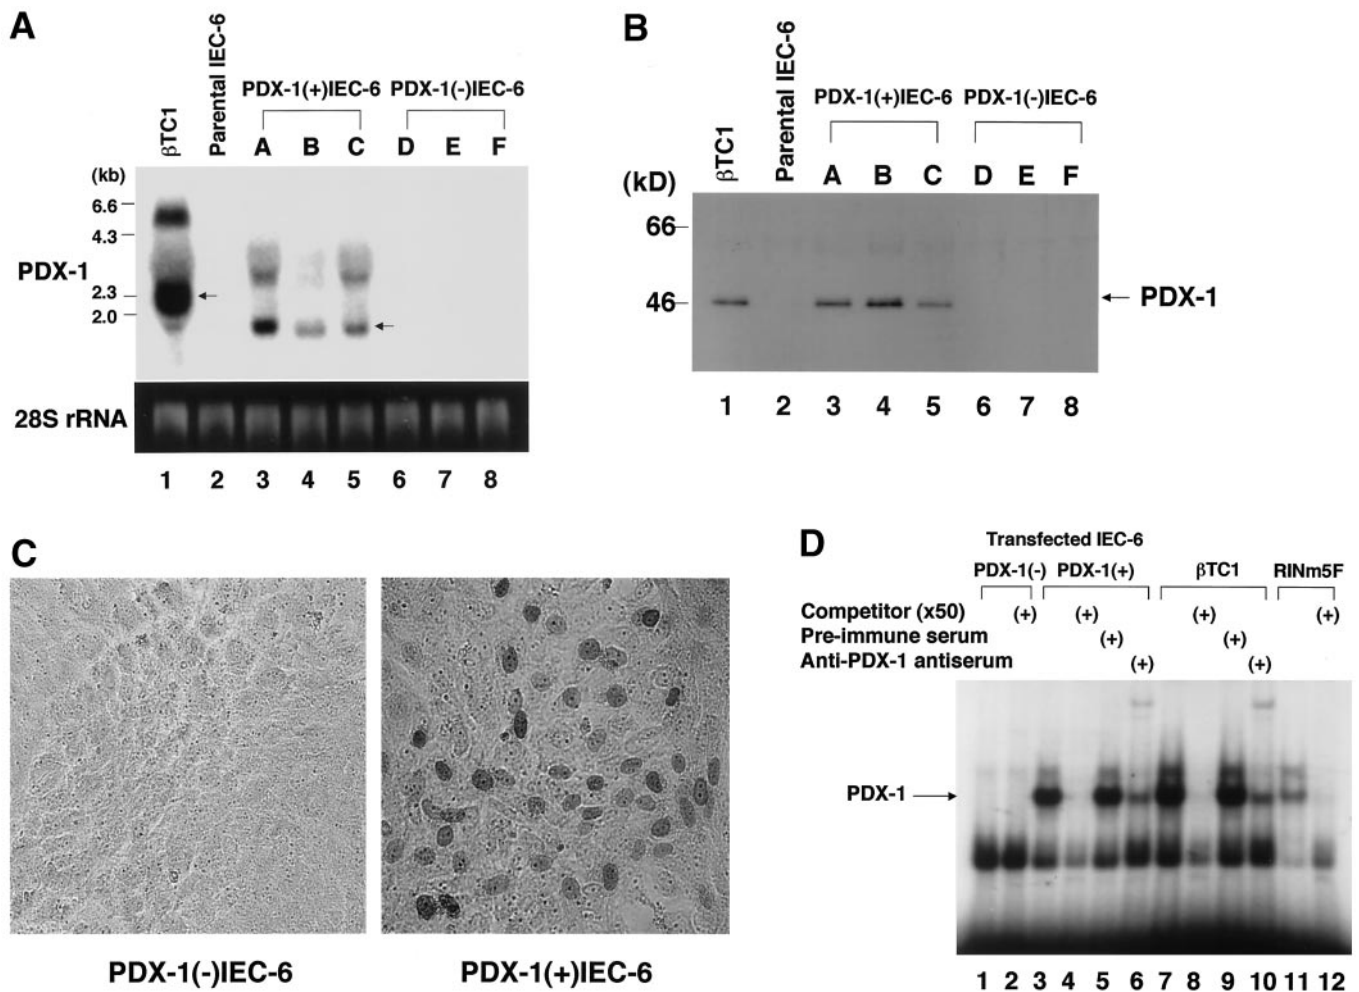 A
βTC1
Parental IEC-6
PDX-1(+)IEC-6 PDX-1(-)IEC-6
A B C D E F
(kb)
6.6
4.3
PDX-1
2.3
2.0
28S rRNA
1 2 3 4 5 6 7 8
B
βTC1
Parental IEC-6
PDX-1(+)IEC-6 PDX-1(-)IEC-6
A B C D E F
(kD)
66
46
PDX-1
1 2 3 4 5 6 7 8
C
PDX-1(-)IEC-6 PDX-1(+)IEC-6
D
Transfected IEC-6
PDX-1(-) PDX-1(+) βTC1 RINm5F
Competitor (x50) (+) (+) (+) (+)
Pre-immune serum (+) (+)
Anti-PDX-1 antiserum (+) (+)
PDX-1
1 2 3 4 5 6 7 8 9 10 11 12